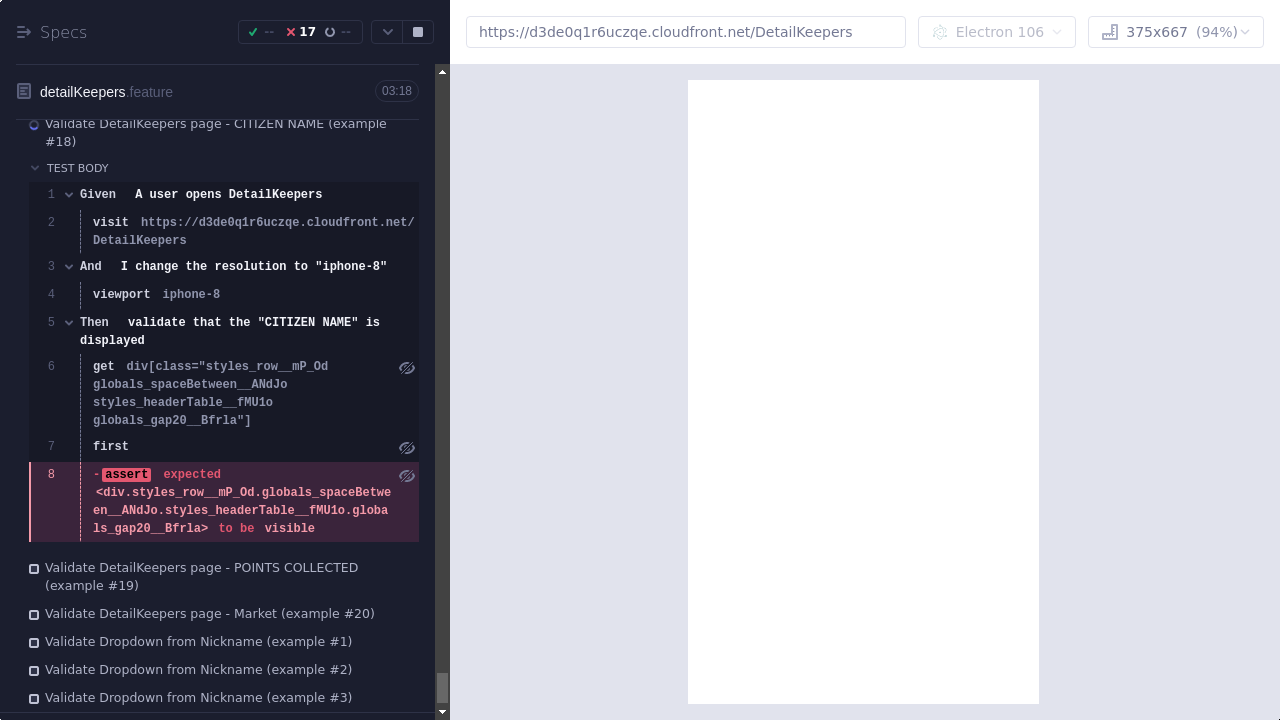 Specs
--
17
--
https://d3de0q1r6uczqe.cloudfront.net/DetailKeepers
Electron 106
375x667 (94%)
detailKeepers.feature
03:18
Validate DetailKeepers page - CITIZEN NAME (example
#18)
TEST BODY
1 Given A user opens DetailKeepers
2 visit https://d3de0q1r6uczqe.cloudfront.net/
DetailKeepers
3 And I change the resolution to "iphone-8"
4 viewport iphone-8
5 Then validate that the "CITIZEN NAME" is
displayed
6 get div[class="styles_row__mP_Od
globals_spaceBetween__ANdJo
styles_headerTable__fMU1o
globals_gap20__Bfrla"]
7 first
8 -assert expected
<div.styles_row__mP_Od.globals_spaceBetwe
en__ANdJo.styles_headerTable__fMU1o.globa
ls_gap20__Bfrla> to be visible
Validate DetailKeepers page - POINTS COLLECTED
(example #19)
Validate DetailKeepers page - Market (example #20)
Validate Dropdown from Nickname (example #1)
Validate Dropdown from Nickname (example #2)
Validate Dropdown from Nickname (example #3)